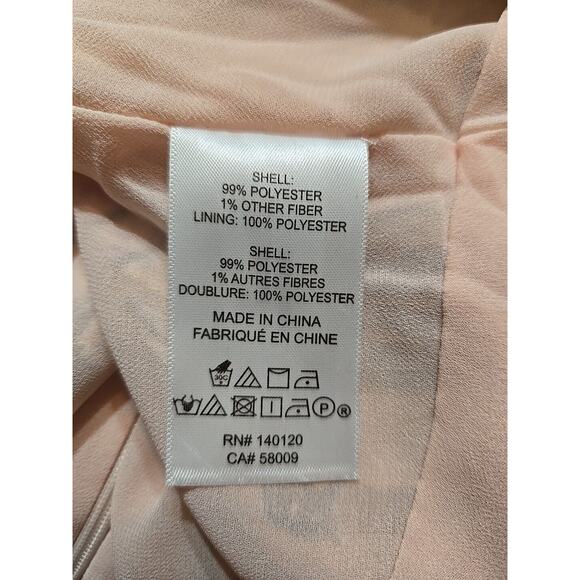 SHELL:
99% POLYESTER
1% OTHER FIBER
LINING: 100% POLYESTER
SHELL:
99% POLYESTER
1% AUTRES FIBRES
DOUBLURE: 100% POLYESTER
MADE IN CHINA
FABRIQUÉ EN CHINE
30C
P ®
RN# 140120
CA# 58009